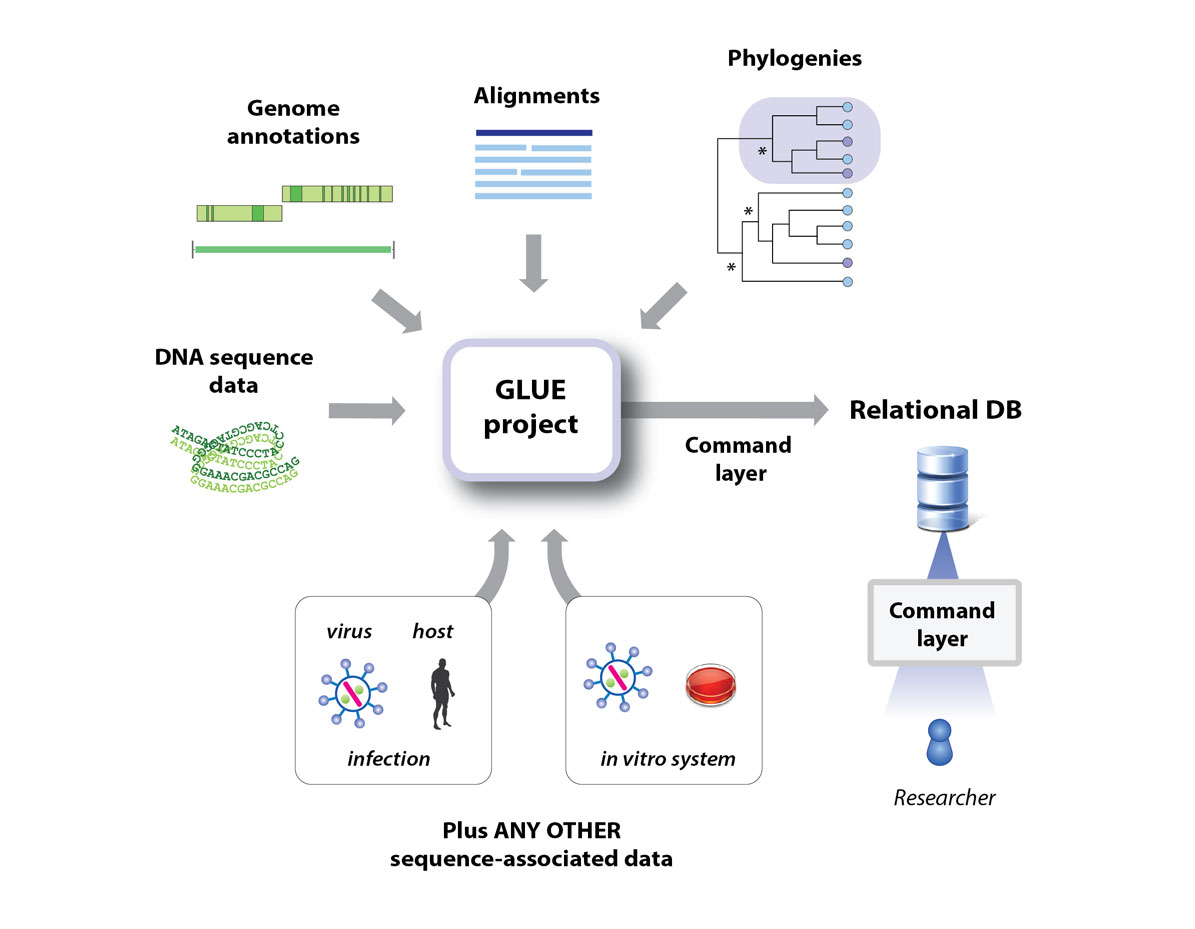 Phylogenies
Alignments
Genome
annotations
*
*
*
DNA sequence
data
ATAGAGTATCCCTA
GGAAACGACGCCAG
GGAAACGACGCCAG
GLUE
project
Command
layer
Relational DB
Command
layer
Researcher
virus host
infection
in vitro system
Plus ANY OTHER
sequence-associated data